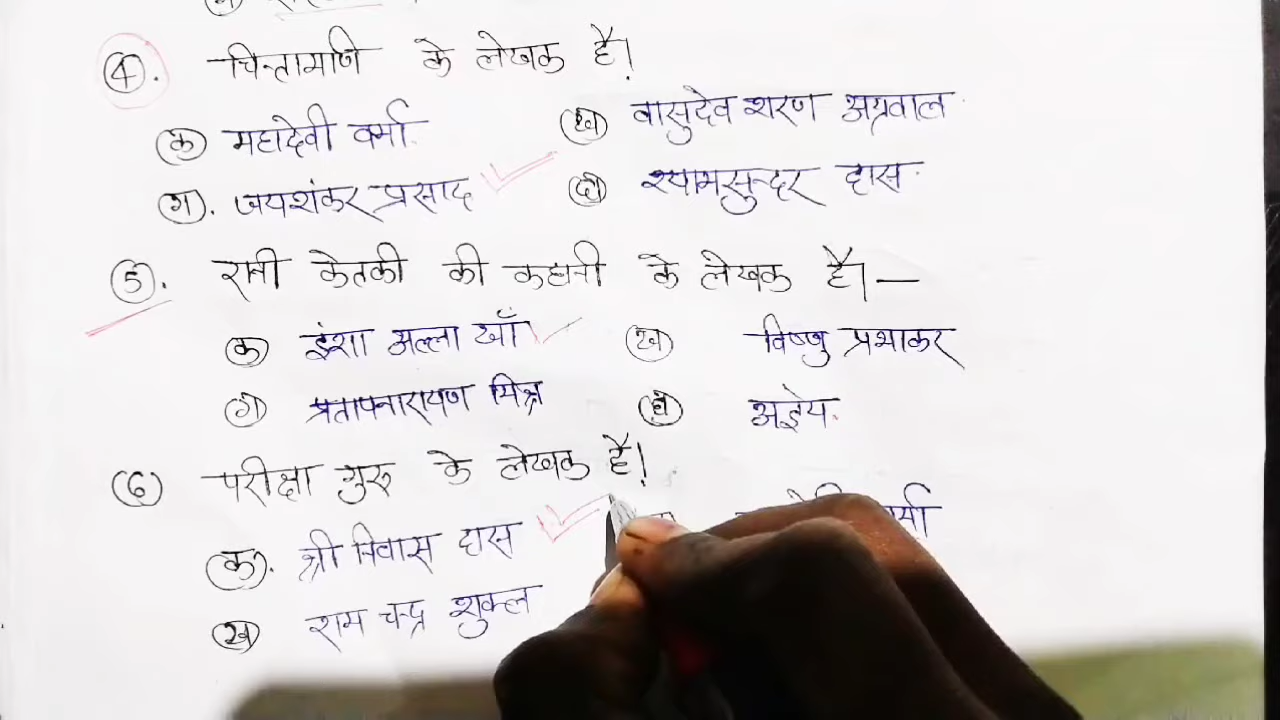 4. चिन्तामणि के लेखक है।
क महादेवी वर्मा. ख वासुदेव शरण अग्रवाल.
ग. जयशंकर प्रसाद घ श्यामसुन्दर दास.
5. रानी केतकी की कहानी के लेखक है।—
क इंशा अल्ला खाँ ख विष्णु प्रभाकर
ग प्रतापनारायण मिश्र घ अज्ञेय.
6 परीक्षा गुरु के लेखक है।
क). श्री निवास दास
ख राम चन्द्र शुक्ल